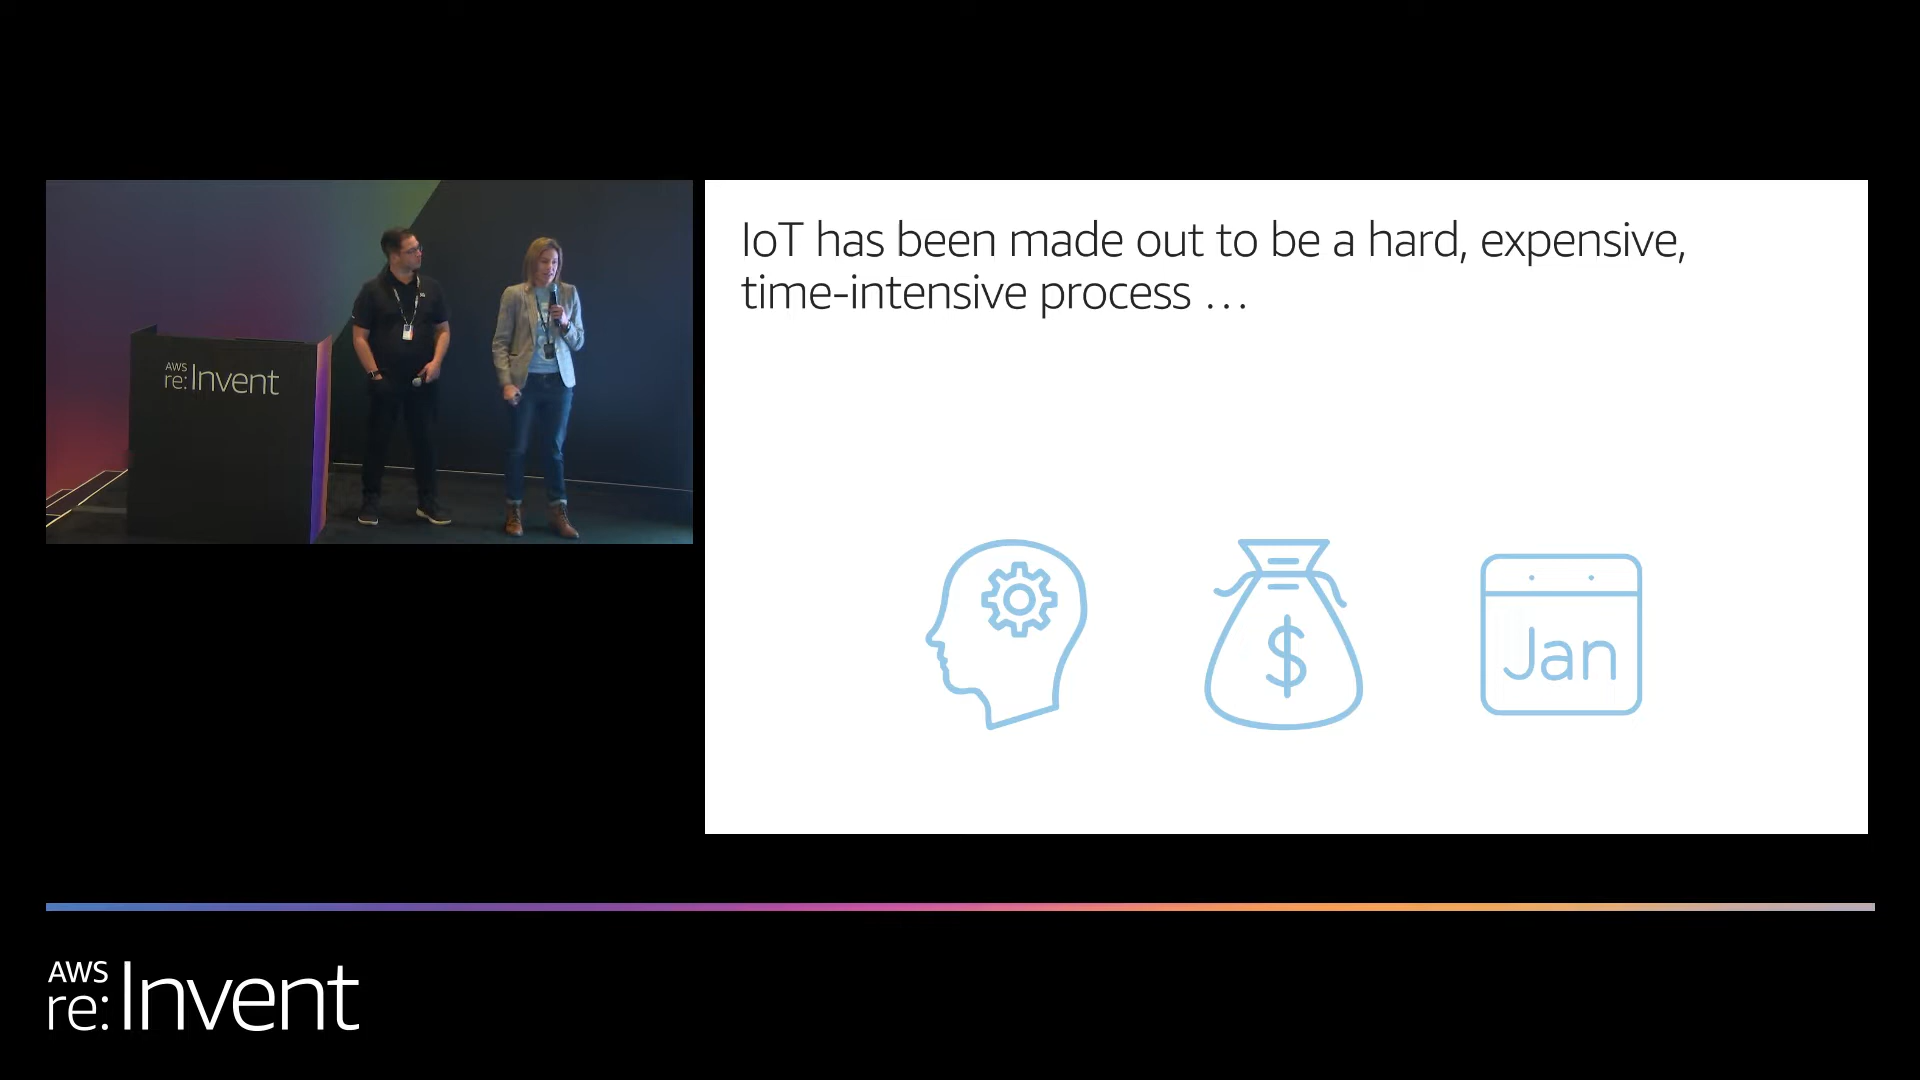 AWS
re:Invent
IoT has been made out to be a hard, expensive,
time-intensive process …
$
Jan
AWS
re:Invent